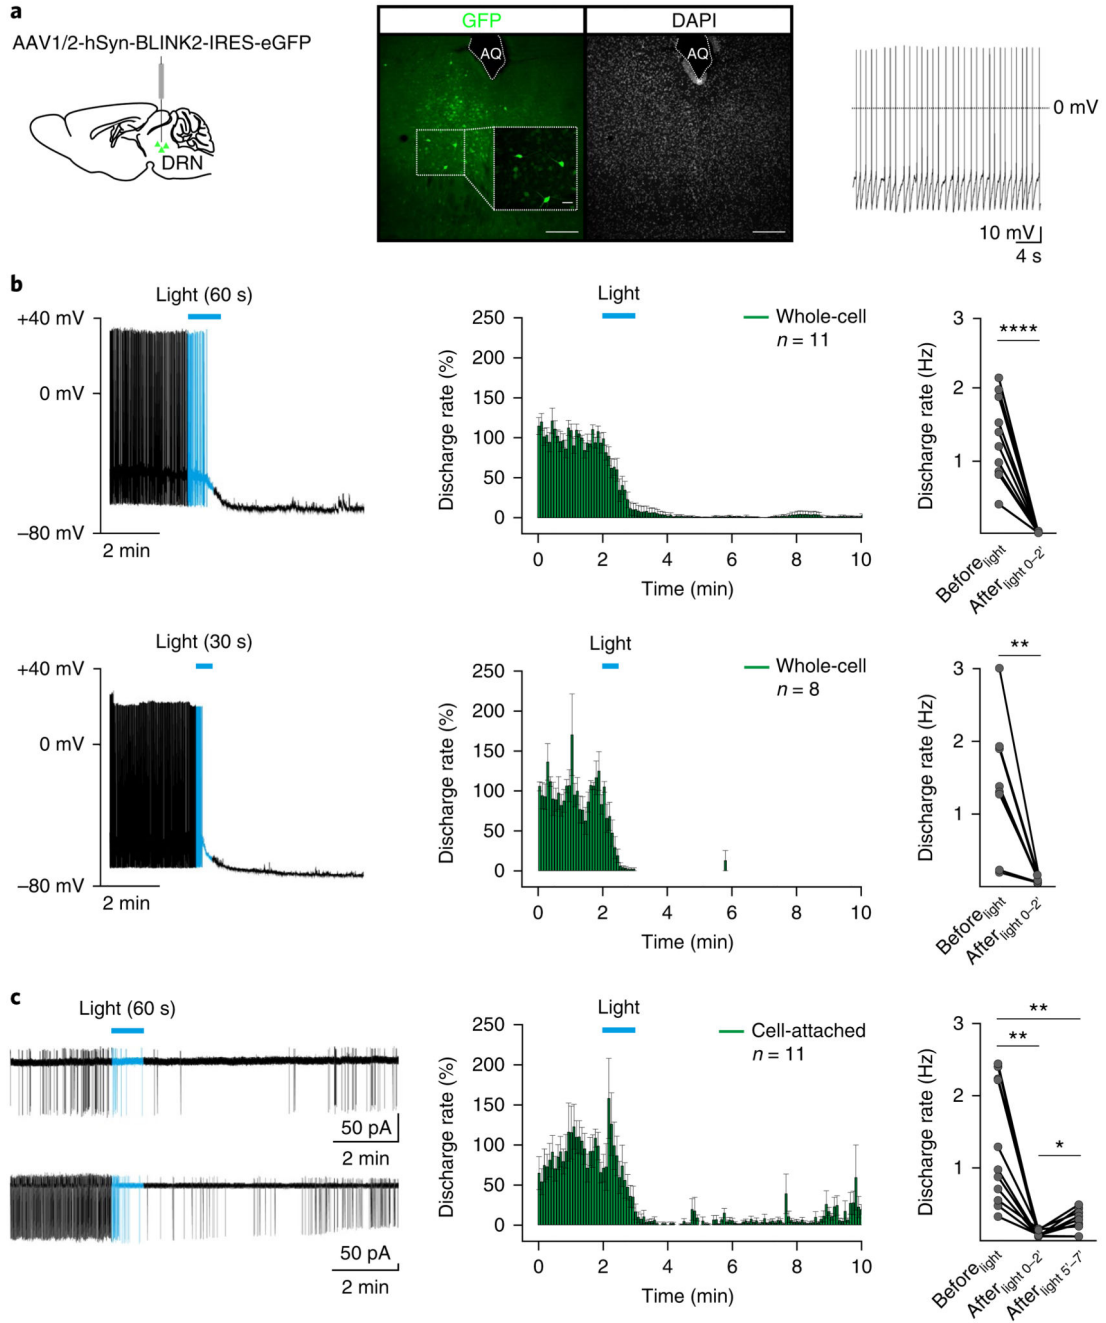 a
AAV1/2-hSyn-BLINK2-IRES-eGFP
DRN
GFP
DAPI
AQ
AQ
0 mV
10 mV
4 s
b
Light (60 s)
+40 mV
0 mV
–80 mV
2 min
Light
Whole-cell
n = 11
Discharge rate (%)
250
200
150
100
50
0
0 2 4 6 8 10
Time (min)
****
Discharge rate (Hz)
3
2
1
Beforelight
Afterlight 0–2'
Light (30 s)
+40 mV
0 mV
–80 mV
2 min
Light
Whole-cell
n = 8
Discharge rate (%)
250
200
150
100
50
0
0 2 4 6 8 10
Time (min)
**
Discharge rate (Hz)
3
2
1
Beforelight
Afterlight 0–2'
c
Light (60 s)
50 pA
2 min
50 pA
2 min
Light
Cell-attached
n = 11
Discharge rate (%)
250
200
150
100
50
0
0 2 4 6 8 10
Time (min)
**
**
*
Discharge rate (Hz)
3
2
1
Beforelight
Afterlight 0–2'
Afterlight 5'–7'